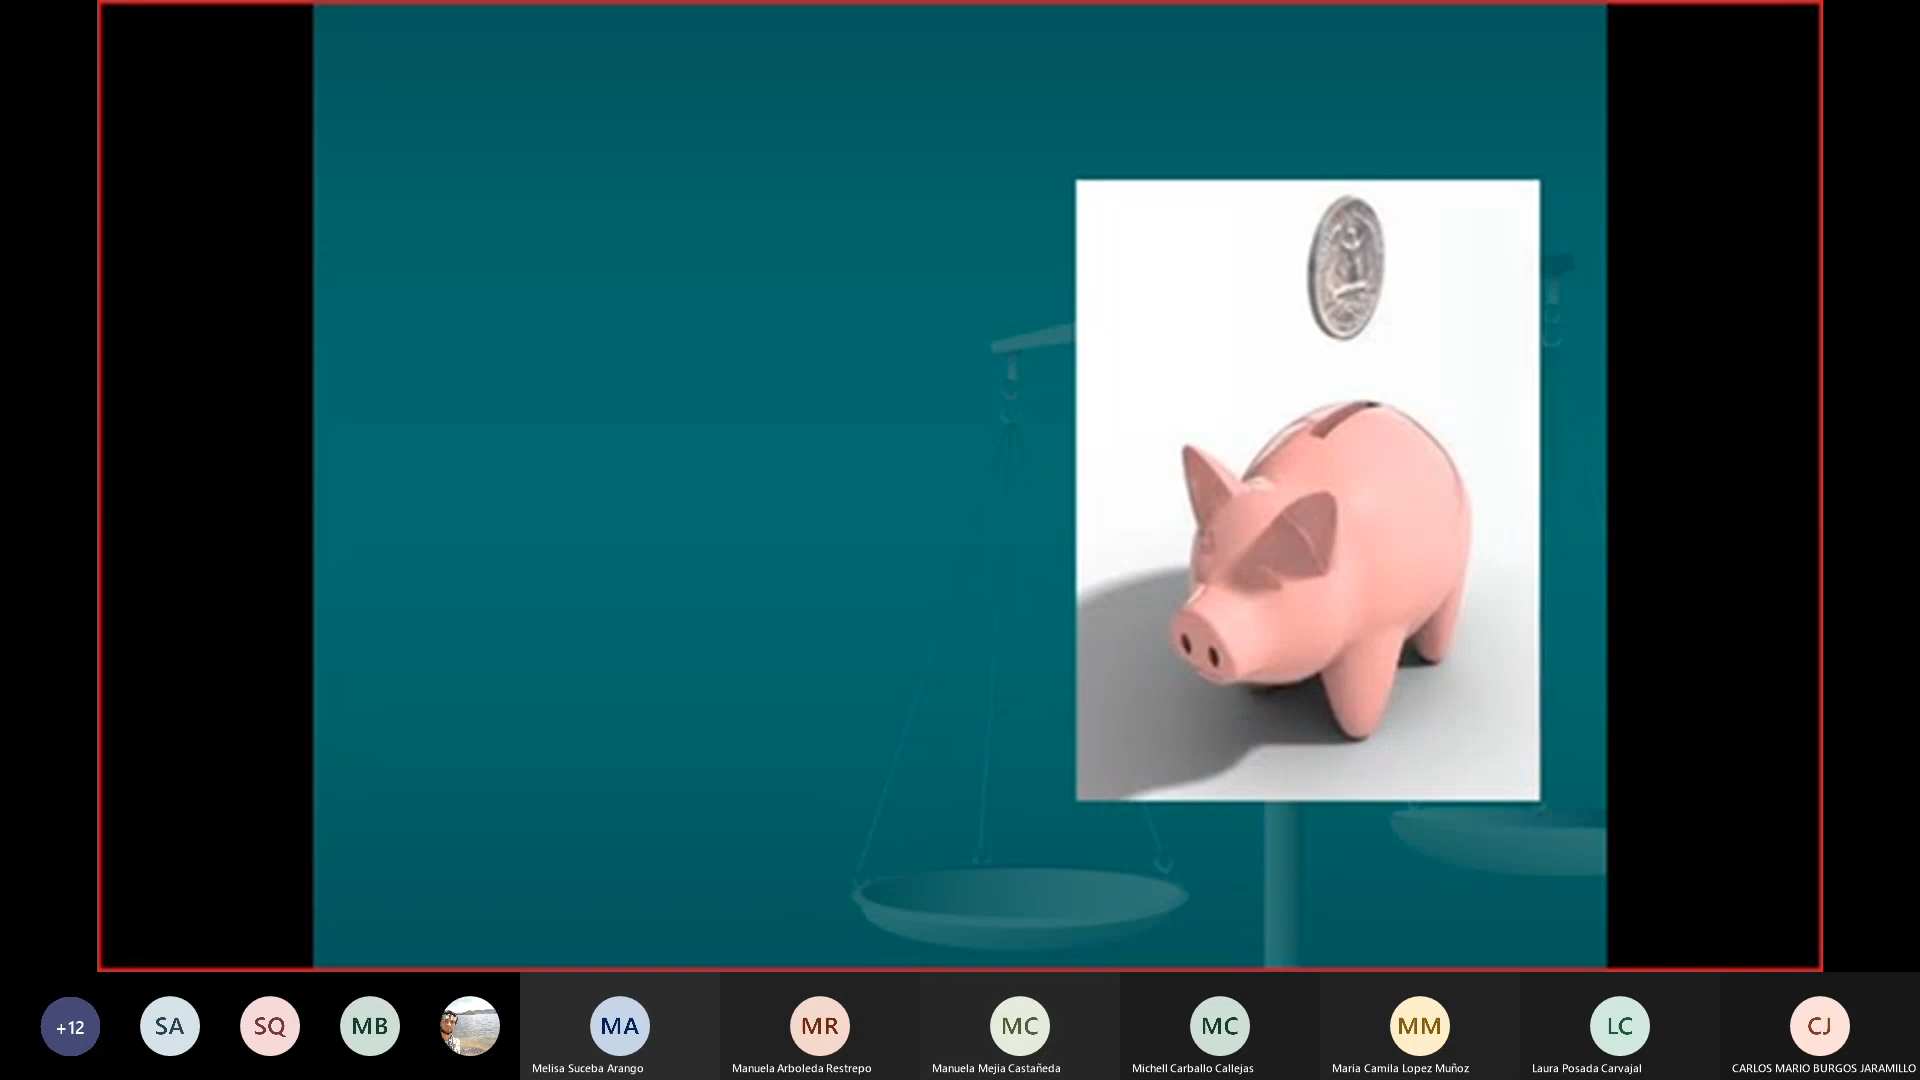 +12
SA
SQ
MB
MA
MR
MC
MC
MM
LC
CJ
Melisa Suceba Arango
Manuela Arboleda Restrepo
Manuela Mejia Castañeda
Michell Carballo Callejas
Maria Camila Lopez Muñoz
Laura Posada Carvajal
CARLOS MARIO BURGOS JARAMILLO